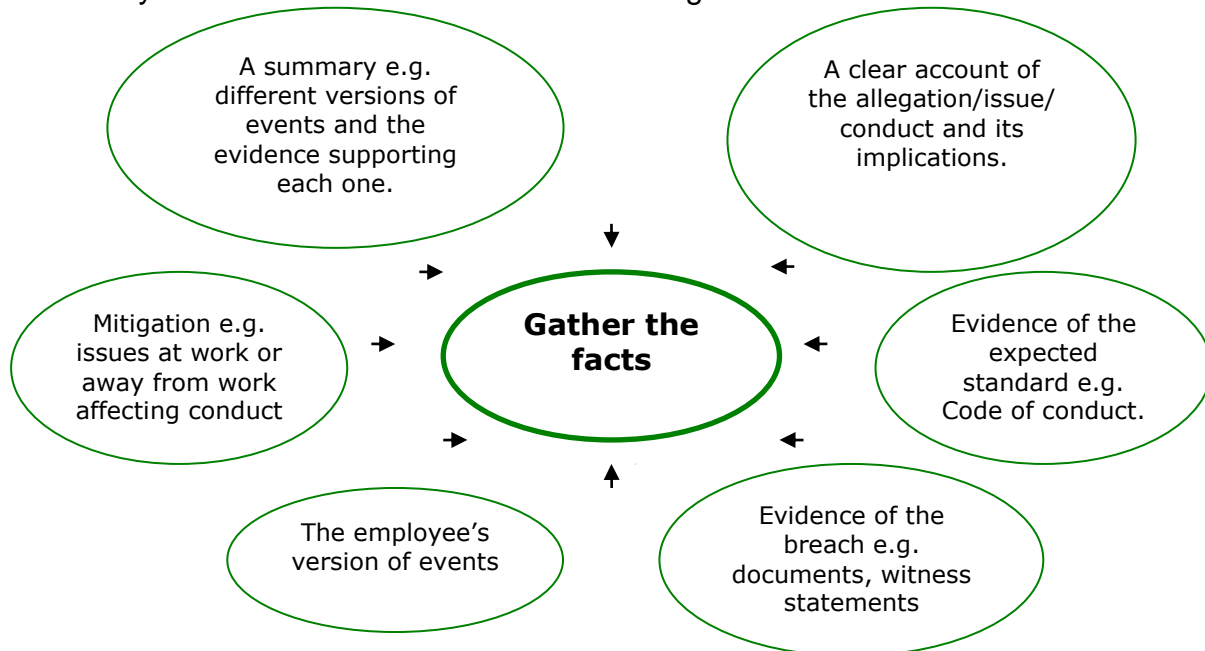 A summary e.g.
different versions of
events and the
evidence supporting
each one.
A clear account of
the allegation/issue/
conduct and its
implications.
Mitigation e.g.
issues at work or
away from work
affecting conduct
Gather the
facts
Evidence of the
expected
standard e.g.
Code of conduct.
The employee’s
version of events
Evidence of the
breach e.g.
documents, witness
statements